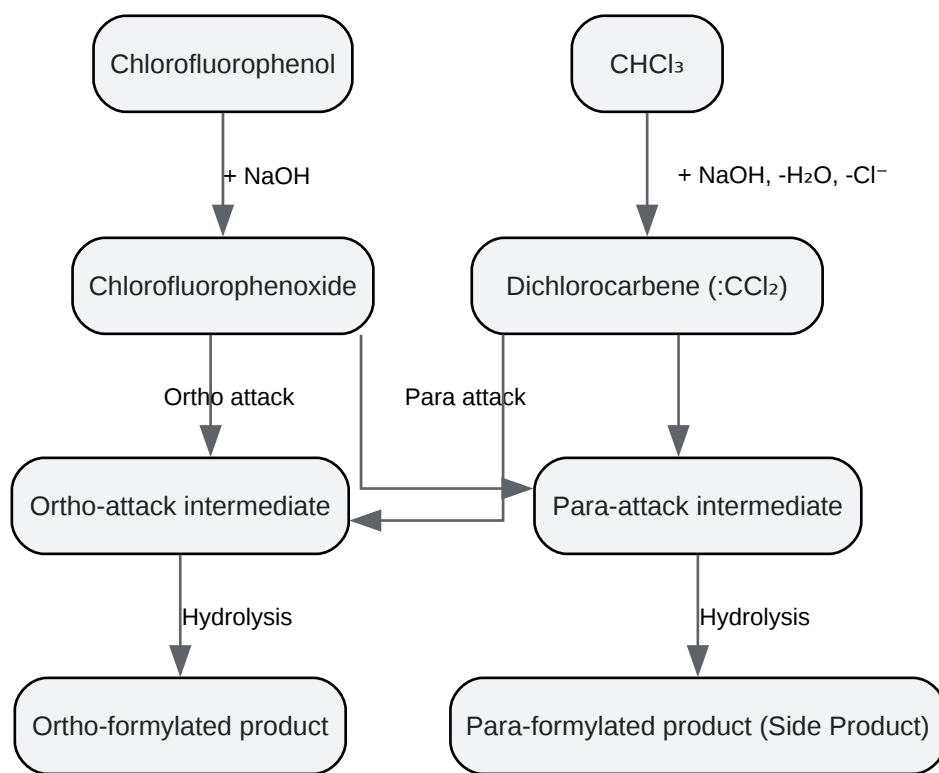 Chlorofluorophenol
CHCl₃
+ NaOH
+ NaOH, -H₂O, -Cl⁻
Chlorofluorophenoxide
Dichlorocarbene (:CCl₂)
Ortho attack
Para attack
Ortho-attack intermediate
Para-attack intermediate
Hydrolysis
Hydrolysis
Ortho-formylated product
Para-formylated product (Side Product)